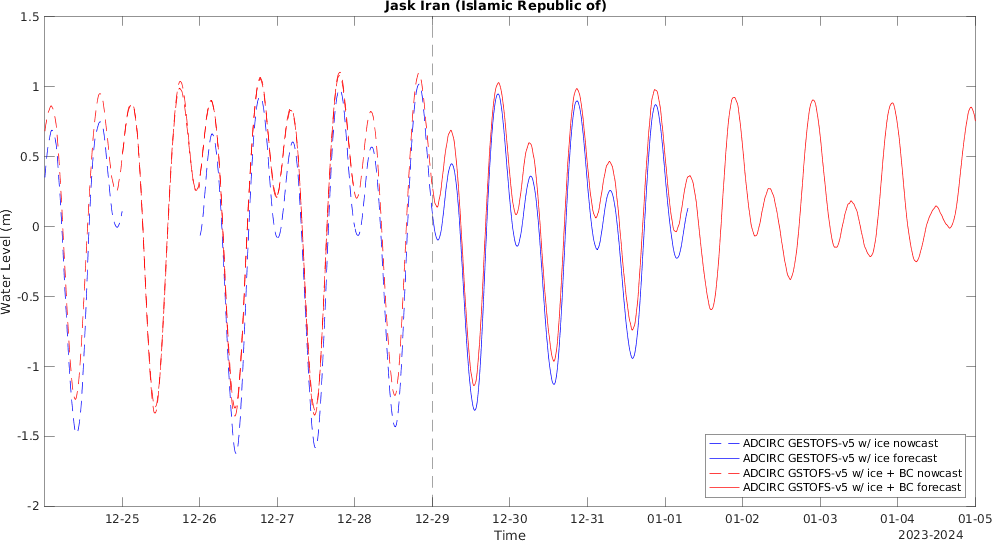 Jask Iran (Islamic Republic of)
1.5
1
0.5
0
-0.5
-1
-1.5
-2
Water Level (m)
12-25 12-26 12-27 12-28 12-29 12-30 12-31 01-01 01-02 01-03 01-04 01-05
Time
2023-2024
ADCIRC GESTOFS-v5 w/ ice nowcast
ADCIRC GESTOFS-v5 w/ ice forecast
ADCIRC GSTOFS-v5 w/ ice + BC nowcast
ADCIRC GSTOFS-v5 w/ ice + BC forecast